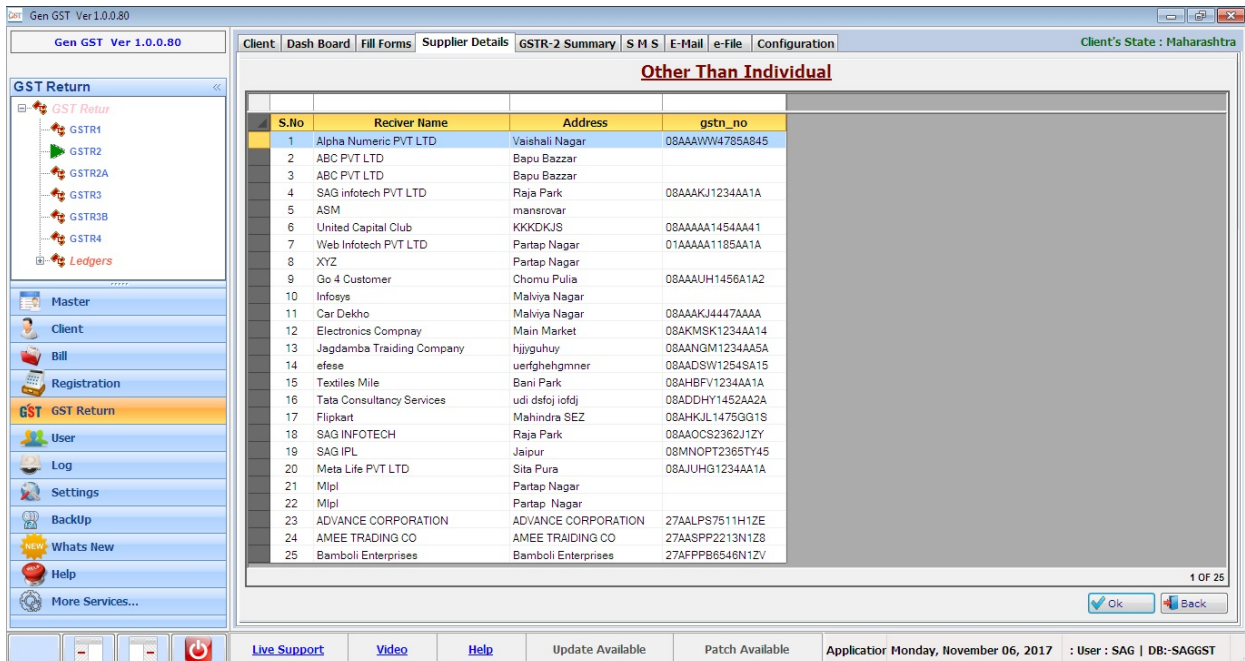 GST Gen GST Ver 1.0.0.80
Gen GST Ver 1.0.0.80
Client Dash Board Fill Forms Supplier Details GSTR-2 Summary S M S E-Mail e-File Configuration
Client's State : Maharashtra
GST Return «
GST Retur
GSTR1
GSTR2
GSTR2A
GSTR3
GSTR3B
GSTR4
Ledgers
Master
Client
Bill
Registration
GST GST Return
User
Log
Settings
BackUp
NEW Whats New
Help
More Services...
Other Than Individual
S.No Reciver Name Address gstn_no
1 Alpha Numeric PVT LTD Vaishali Nagar 08AAAWW4785A845
2 ABC PVT LTD Bapu Bazzar
3 ABC PVT LTD Bapu Bazzar
4 SAG infotech PVT LTD Raja Park 08AAAKJ1234AA1A
5 ASM mansrovar
6 United Capital Club KKKDKJS 08AAAAA1454AA41
7 Web Infotech PVT LTD Partap Nagar 01AAAAA1185AA1A
8 XYZ Partap Nagar
9 Go 4 Customer Chomu Pulia 08AAAUH1456A1A2
10 Infosys Malviya Nagar
11 Car Dekho Malviya Nagar 08AAAKJ4447AAAA
12 Electronics Compnay Main Market 08AKMSK1234AA14
13 Jagdamba Traiding Company hjjyguhuy 08AANGM1234AA5A
14 efese uerfghehgmner 08AADSW1254SA15
15 Textiles Mile Bani Park 08AHBFV1234AA1A
16 Tata Consultancy Services udi dsfoj iofdj 08ADDHY1452AA2A
17 Flipkart Mahindra SEZ 08AHKJL1475GG1S
18 SAG INFOTECH Raja Park 08AAOCS2362J1ZY
19 SAG IPL Jaipur 08MNOPT2365TY45
20 Meta Life PVT LTD Sita Pura 08AJUHG1234AA1A
21 Mlpl Partap Nagar
22 Mlpl Partap Nagar
23 ADVANCE CORPORATION ADVANCE CORPORATION 27AALPS7511H1ZE
24 AMEE TRADING CO AMEE TRAIDING CO 27AASPP2213N1Z8
25 Bamboli Enterprises Bamboli Enterprises 27AFPPB6546N1ZV
1 OF 25
Ok Back
Live Support Video Help Update Available Patch Available Applicatior Monday, November 06, 2017 : User : SAG | DB:-SAGGST